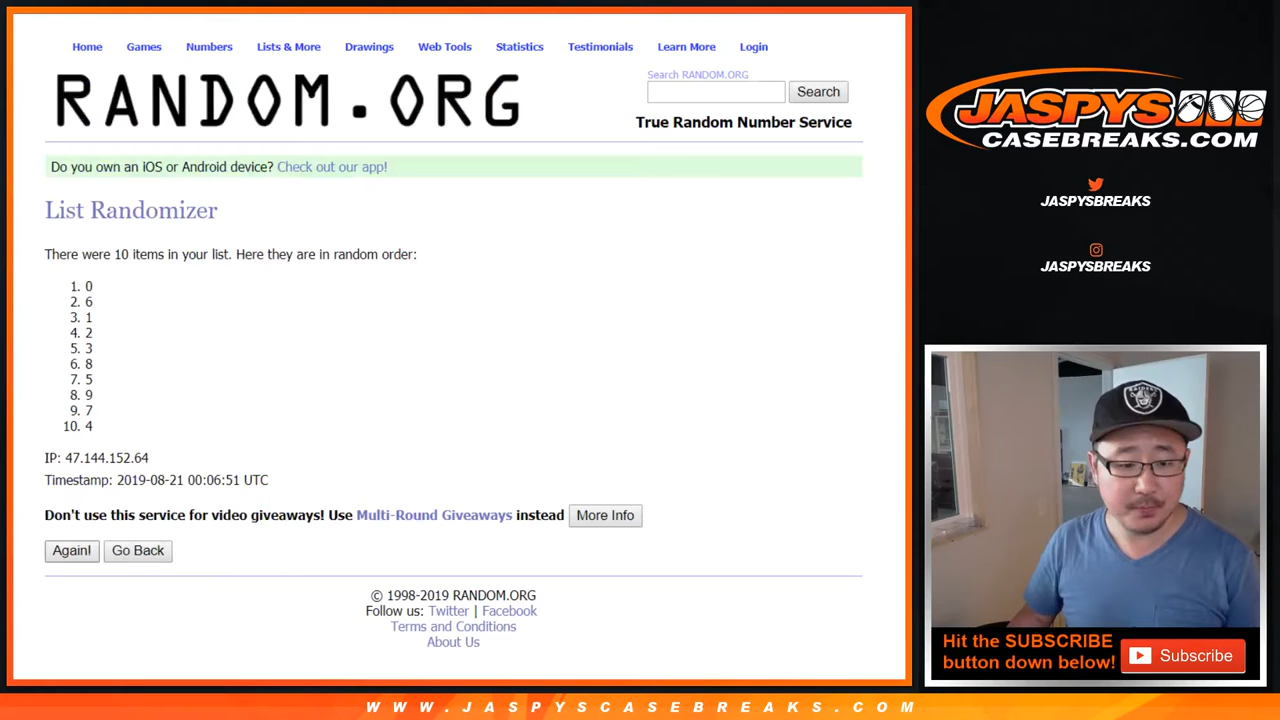 Home Games Numbers Lists & More Drawings Web Tools Statistics Testimonials Learn More Login
RANDOM.ORG
Search RANDOM.ORG
Search
True Random Number Service
Do you own an iOS or Android device? Check out our app!
List Randomizer
There were 10 items in your list. Here they are in random order:
1. 0
2. 6
3. 1
4. 2
5. 3
6. 8
7. 5
8. 9
9. 7
10. 4
IP: 47.144.152.64
Timestamp: 2019-08-21 00:06:51 UTC
Don't use this service for video giveaways! Use Multi-Round Giveaways instead More Info
Again! Go Back
© 1998-2019 RANDOM.ORG
Follow us: Twitter | Facebook
Terms and Conditions
About Us
JASPYS
CASEBREAKS.COM
JASPYSBREAKS
JASPYSBREAKS
RAIDERS
Hit the SUBSCRIBE
button down below!
Subscribe
WWW.JASPYSCASEBREAKS.COM